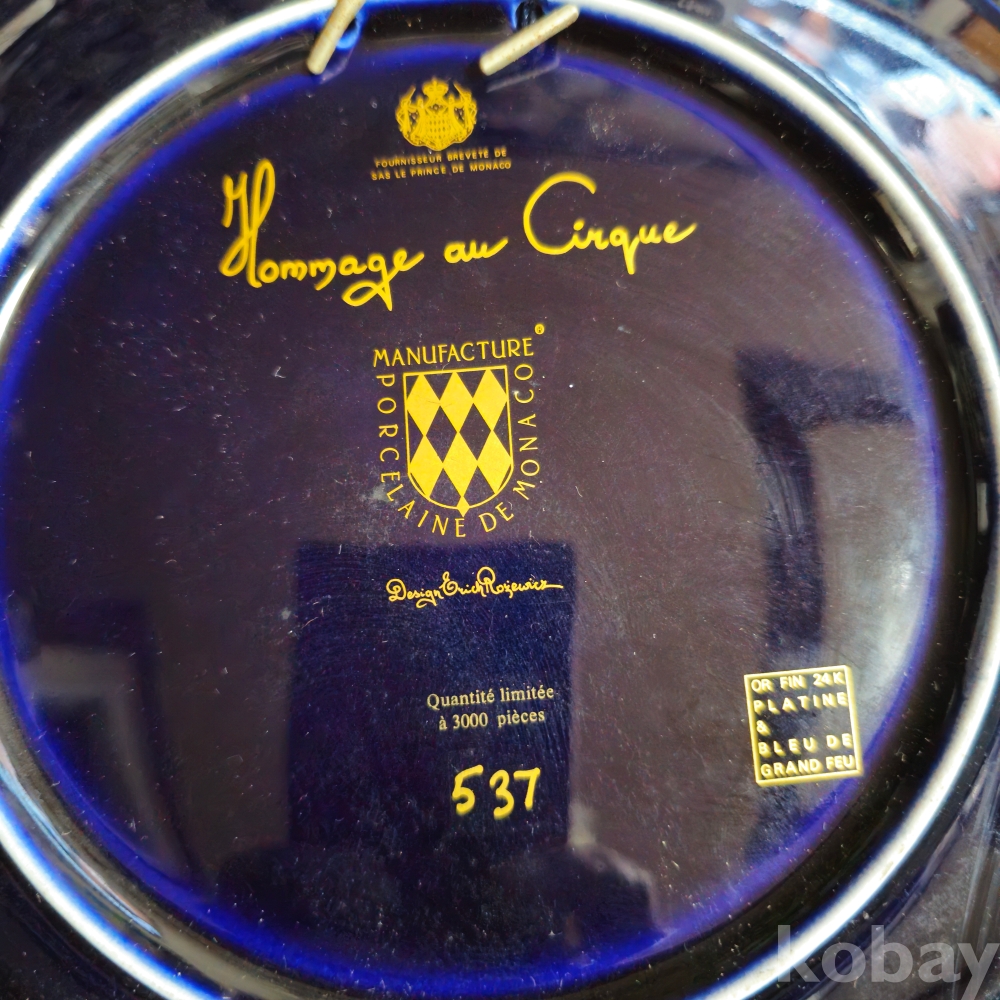 FOURNISSEUR BREVETÉ DE
SAS LE PRINCE DE MONACO
Hommage au Cirque
MANUFACTURE
PORCELAINE DE MONACO
Design Erich Rozewicz
Quantité limitée
à 3000 pièces
537
OR FIN 24K
PLATINE
&
BLEU DE
GRAND FEU
kobay